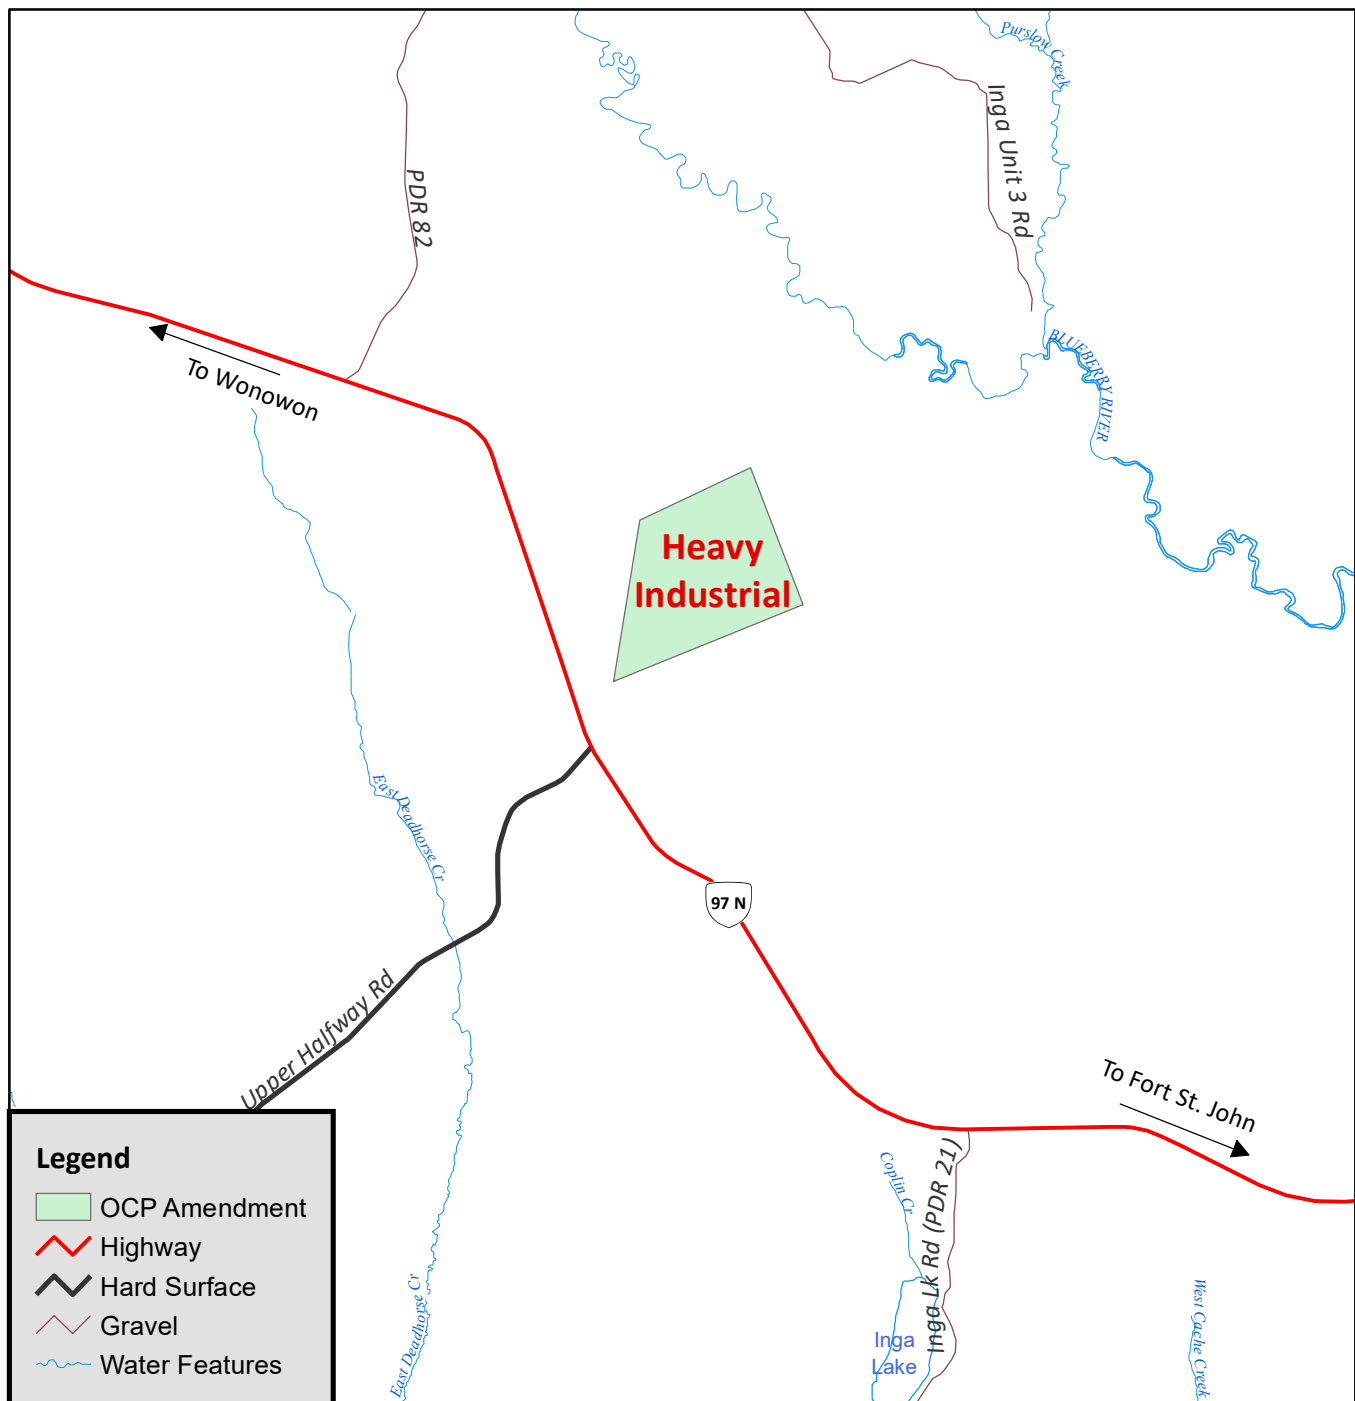 Purslow Creek
Inga Unit 3 Rd
PDR 82
BLUEBERRY RIVER
To Wonowon
Heavy
Industrial
East Deadhorse Cr
97 N
Upper Halfway Rd
To Fort St. John
Coplin Cr
Inga Lk Rd (PDR 21)
East Deadhorse Cr
Inga
Lake
West Cache Creek
Legend
OCP Amendment
Highway
Hard Surface
Gravel
Water Features